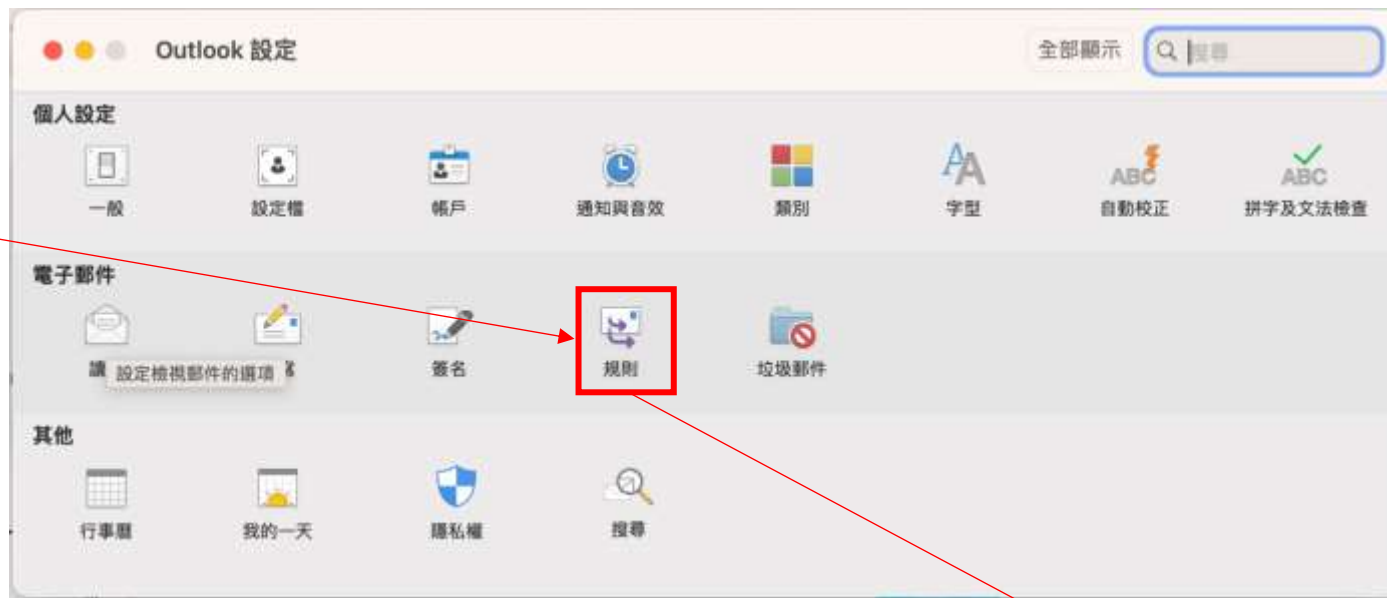 Outlook 設定
全部顯示
搜尋
個人設定
一般
設定檔
帳戶
通知與音效
類別
字型
ABC
自動校正
ABC
拼字及文法檢查
電子郵件
讀
設定檢視郵件的選項
簽名
規則
垃圾郵件
其他
行事曆
我的一天
隱私權
搜尋